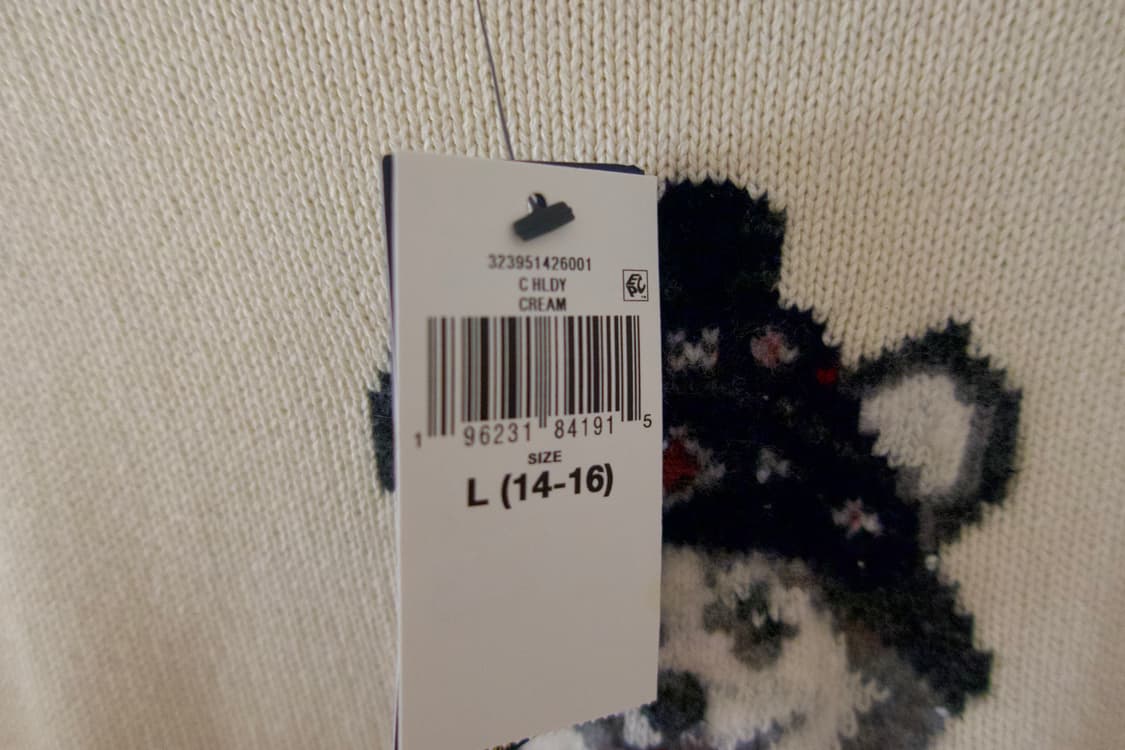 323951426001
C HLDY
CREAM
1 96231 84191 5
SIZE
L (14-16)